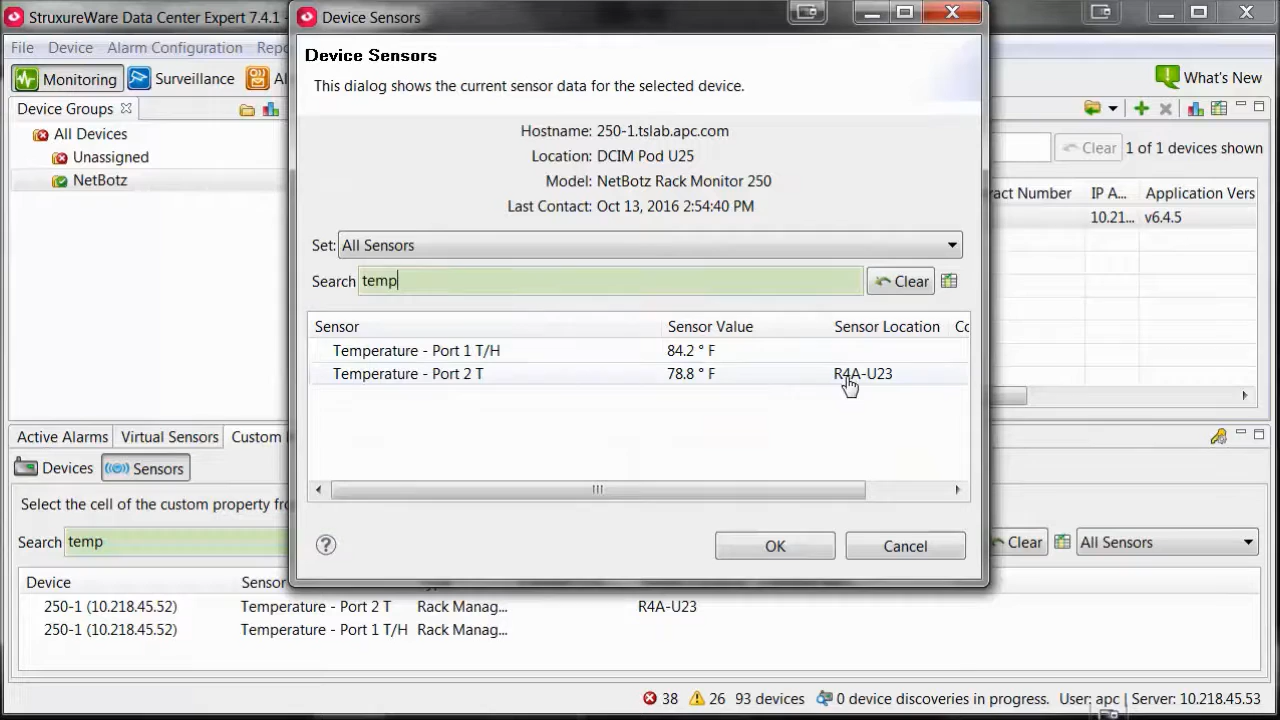 StruxureWare Data Center Expert 7.4.1 -
Device Sensors
File Device Alarm Configuration
Monitoring Surveillance
What's New
Device Groups
All Devices
Unassigned
NetBotz
Clear 1 of 1 devices shown
IP A... Application Vers
10.21... v6.4.5
Device Sensors
This dialog shows the current sensor data for the selected device.
Hostname: 250-1.tslab.apc.com
Location: DCIM Pod U25
Model: NetBotz Rack Monitor 250
Last Contact: Oct 13, 2016 2:54:40 PM
Set: All Sensors
Search temp Clear
Sensor Sensor Value Sensor Location
Temperature - Port 1 T/H 84.2 ° F
Temperature - Port 2 T 78.8 ° F R4A-U23
OK Cancel
Active Alarms Virtual Sensors Custom
Devices Sensors
Select the cell of the custom property
Search temp Clear All Sensors
Device Sensor
250-1 (10.218.45.52) Temperature - Port 2 T Rack Manag... R4A-U23
250-1 (10.218.45.52) Temperature - Port 1 T/H Rack Manag...
38 26 93 devices 0 device discoveries in progress. User: apc | Server: 10.218.45.53